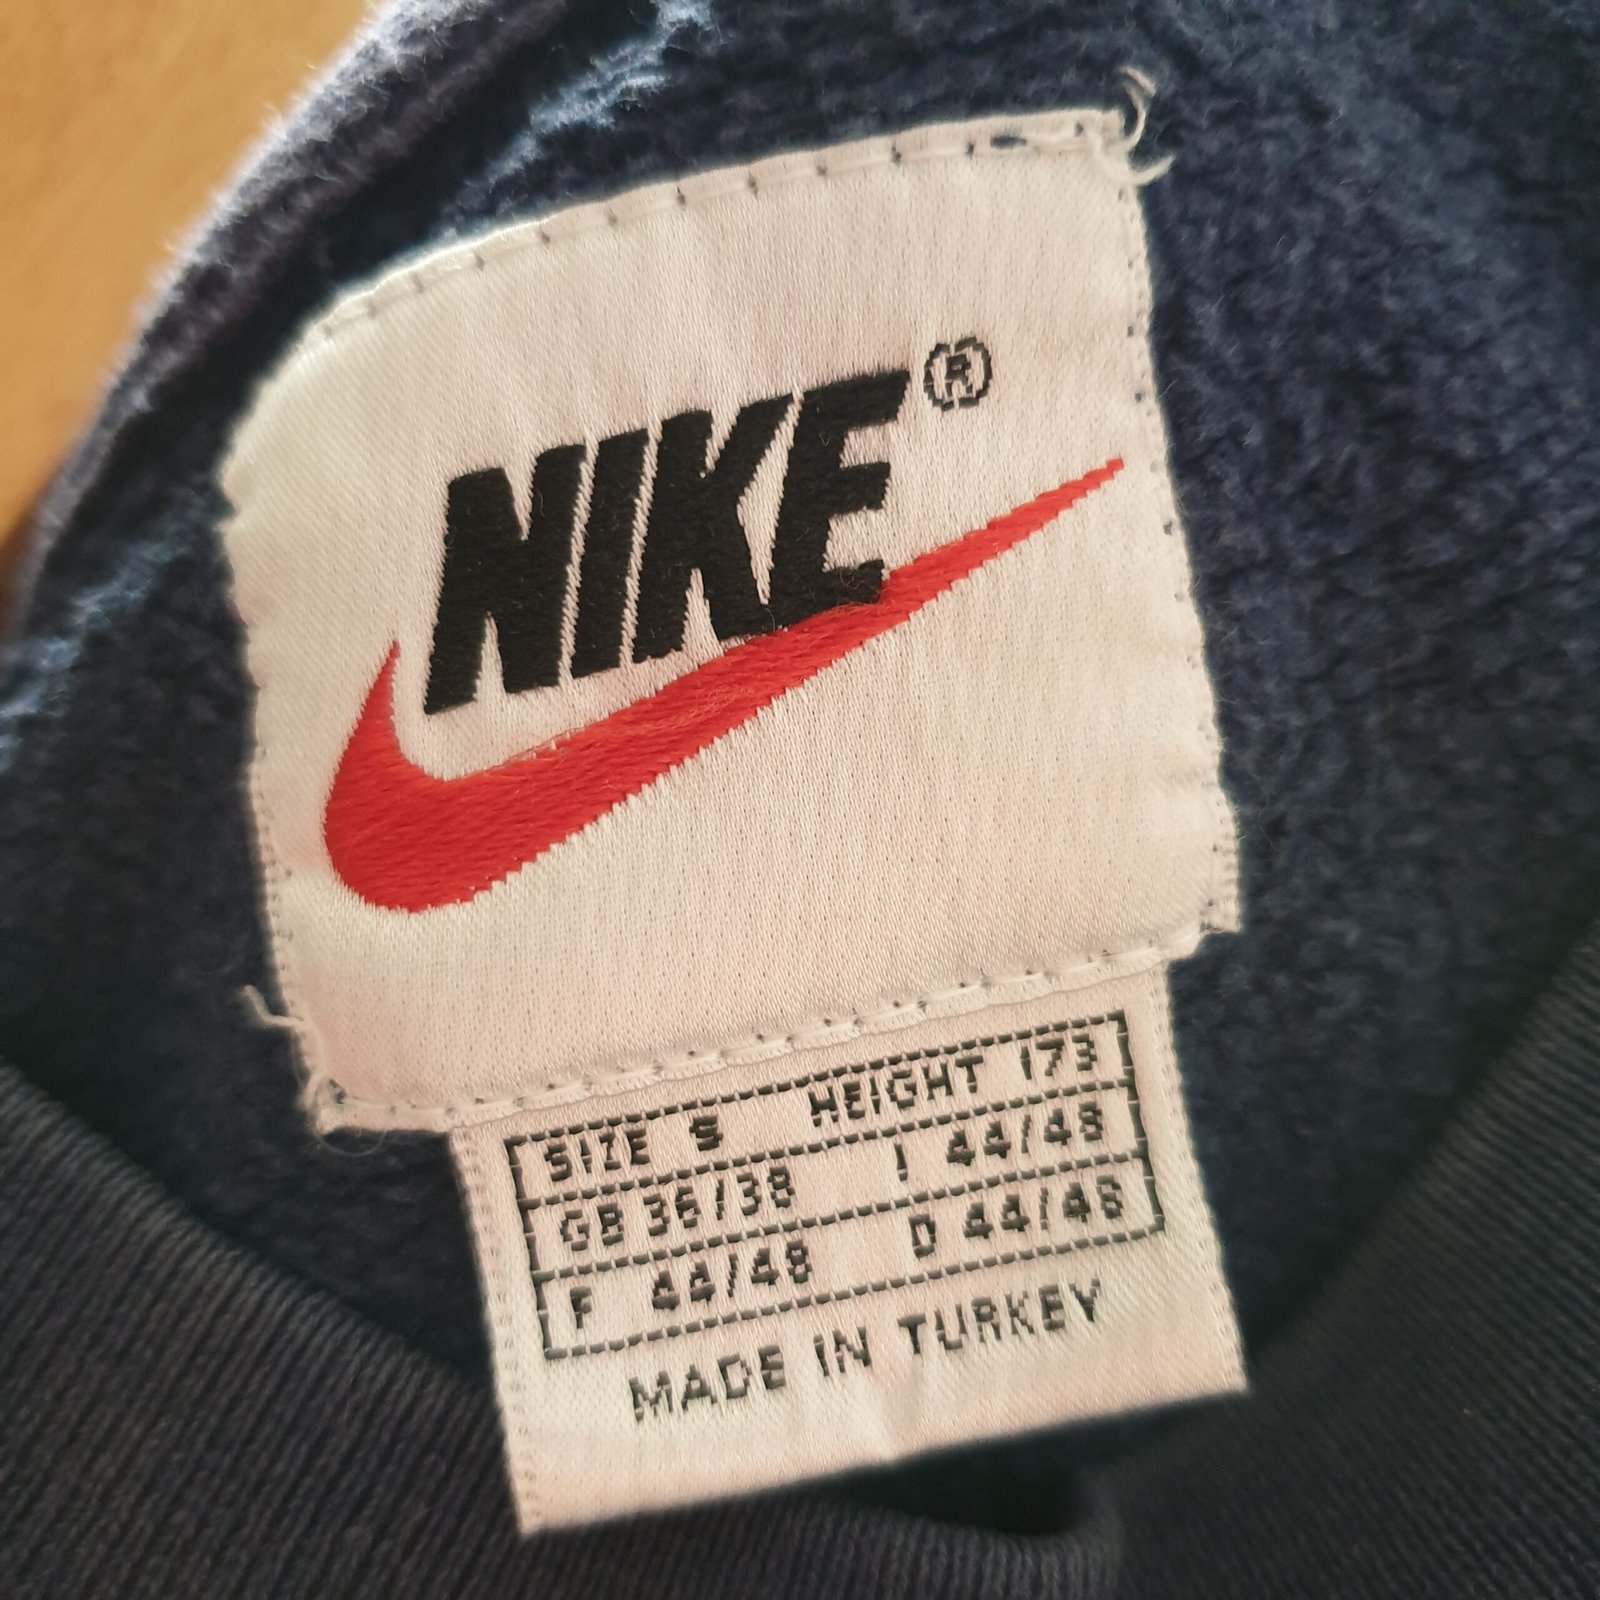 NIKE®
SIZE S HEIGHT 173
GB 36/38 I 44/48
F 44/48 D 44/48
MADE IN TURKEY